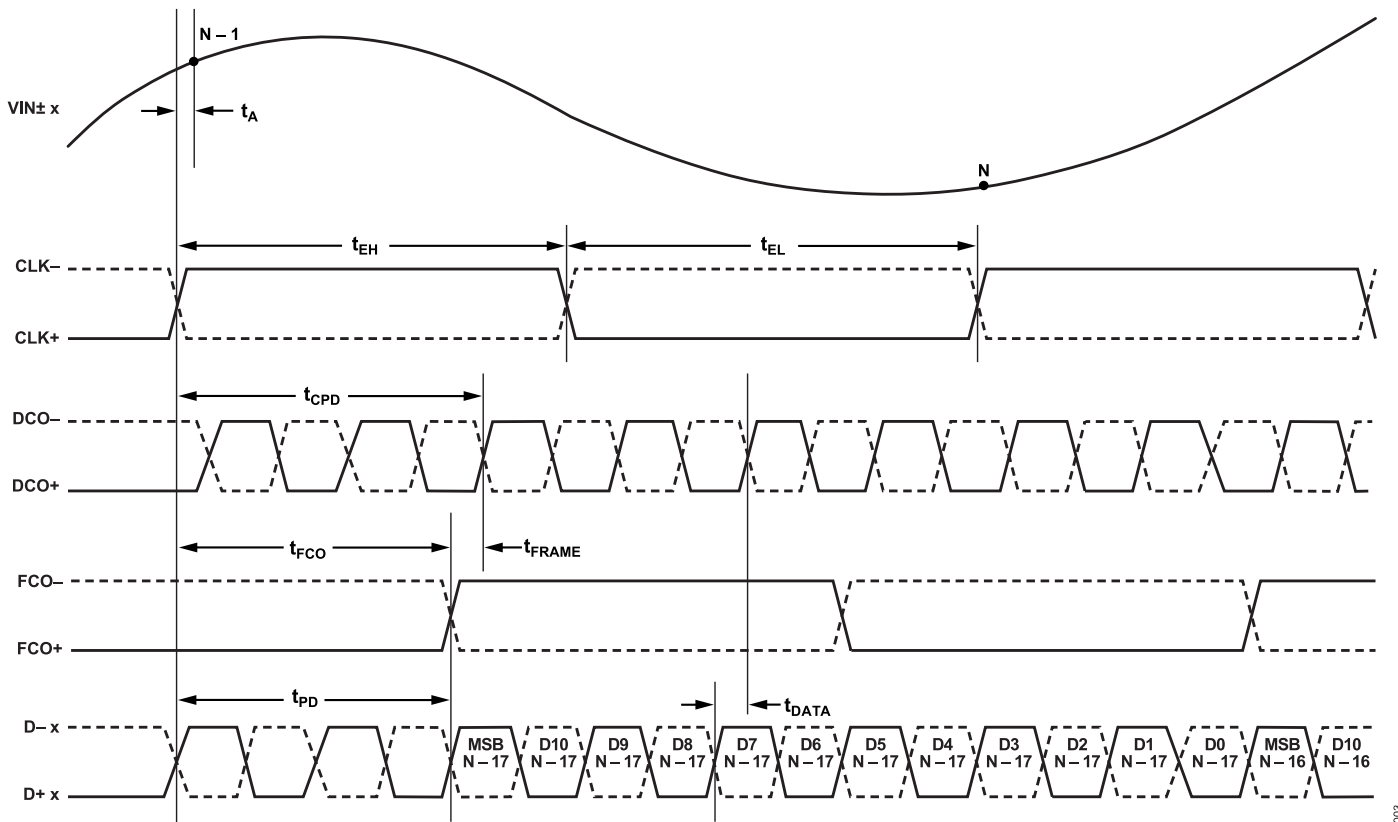 N – 1
VIN± x
tA
N
tEH
tEL
CLK–
CLK+
tCPD
DCO–
DCO+
tFCO
tFRAME
FCO–
FCO+
tPD
tDATA
D– x
MSB D10 D9 D8 D7 D6 D5 D4 D3 D2 D1 D0 MSB D10
N – 17 N – 17 N – 17 N – 17 N – 17 N – 17 N – 17 N – 17 N – 17 N – 17 N – 17 N – 17 N – 16 N – 16
D+ x